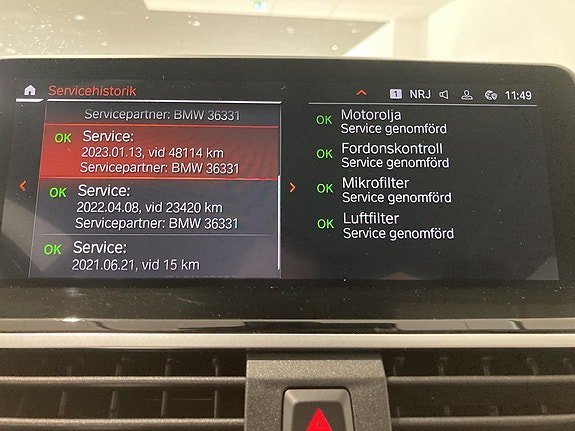 Servicehistorik
1 NRJ 11:49
Servicepartner: BMW 36331
OK Service:
2023.01.13, vid 48114 km
Servicepartner: BMW 36331
OK Service:
2022.04.08, vid 23420 km
Servicepartner: BMW 36331
OK Service:
2021.06.21, vid 15 km
OK Motorolja
Service genomförd
OK Fordonskontroll
Service genomförd
OK Mikrofilter
Service genomförd
OK Luftfilter
Service genomförd